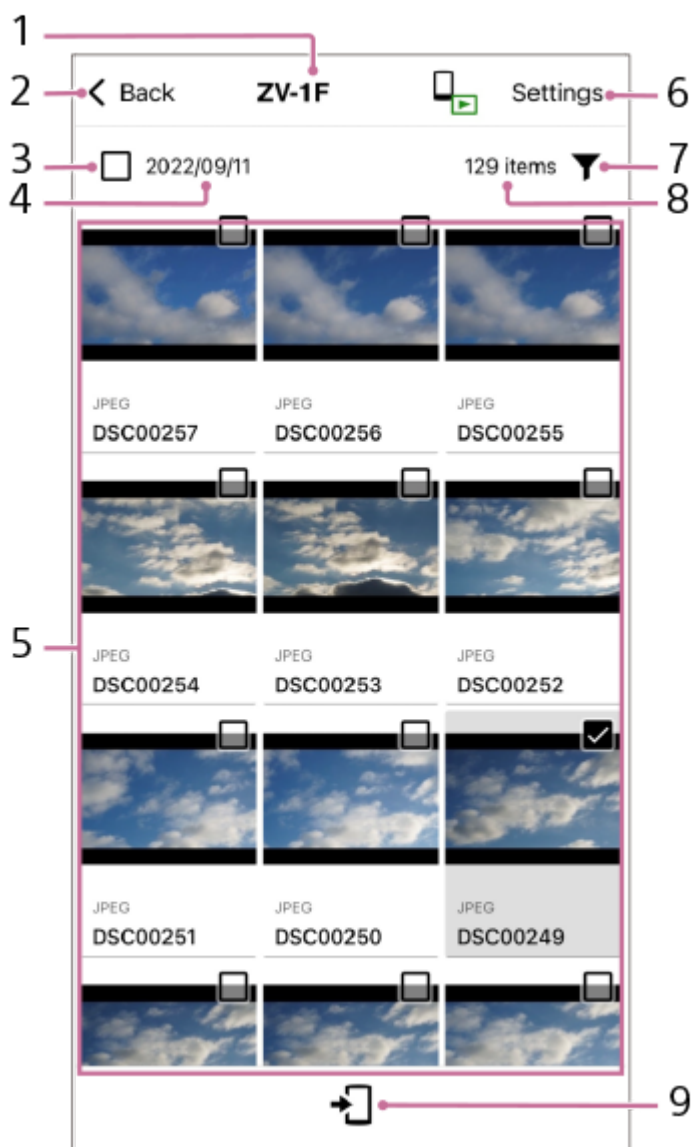 1
2 Back ZV-1F Settings 6
3 2022/09/11 129 items 7
4 8
JPEG JPEG JPEG
DSC00257 DSC00256 DSC00255
5
JPEG JPEG JPEG
DSC00254 DSC00253 DSC00252
JPEG JPEG JPEG
DSC00251 DSC00250 DSC00249
9